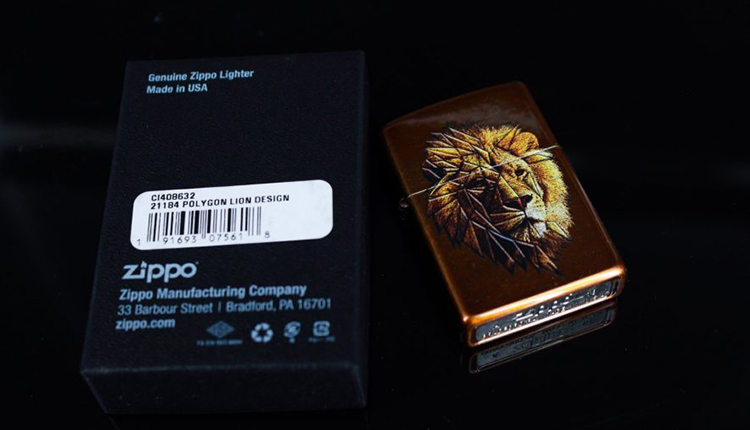 Genuine Zippo Lighter
Made in USA
CI408632
21184 POLYGON LION DESIGN
1 91693 07561 8
zippo
Zippo Manufacturing Company
33 Barbour Street | Bradford, PA 16701
zippo.com